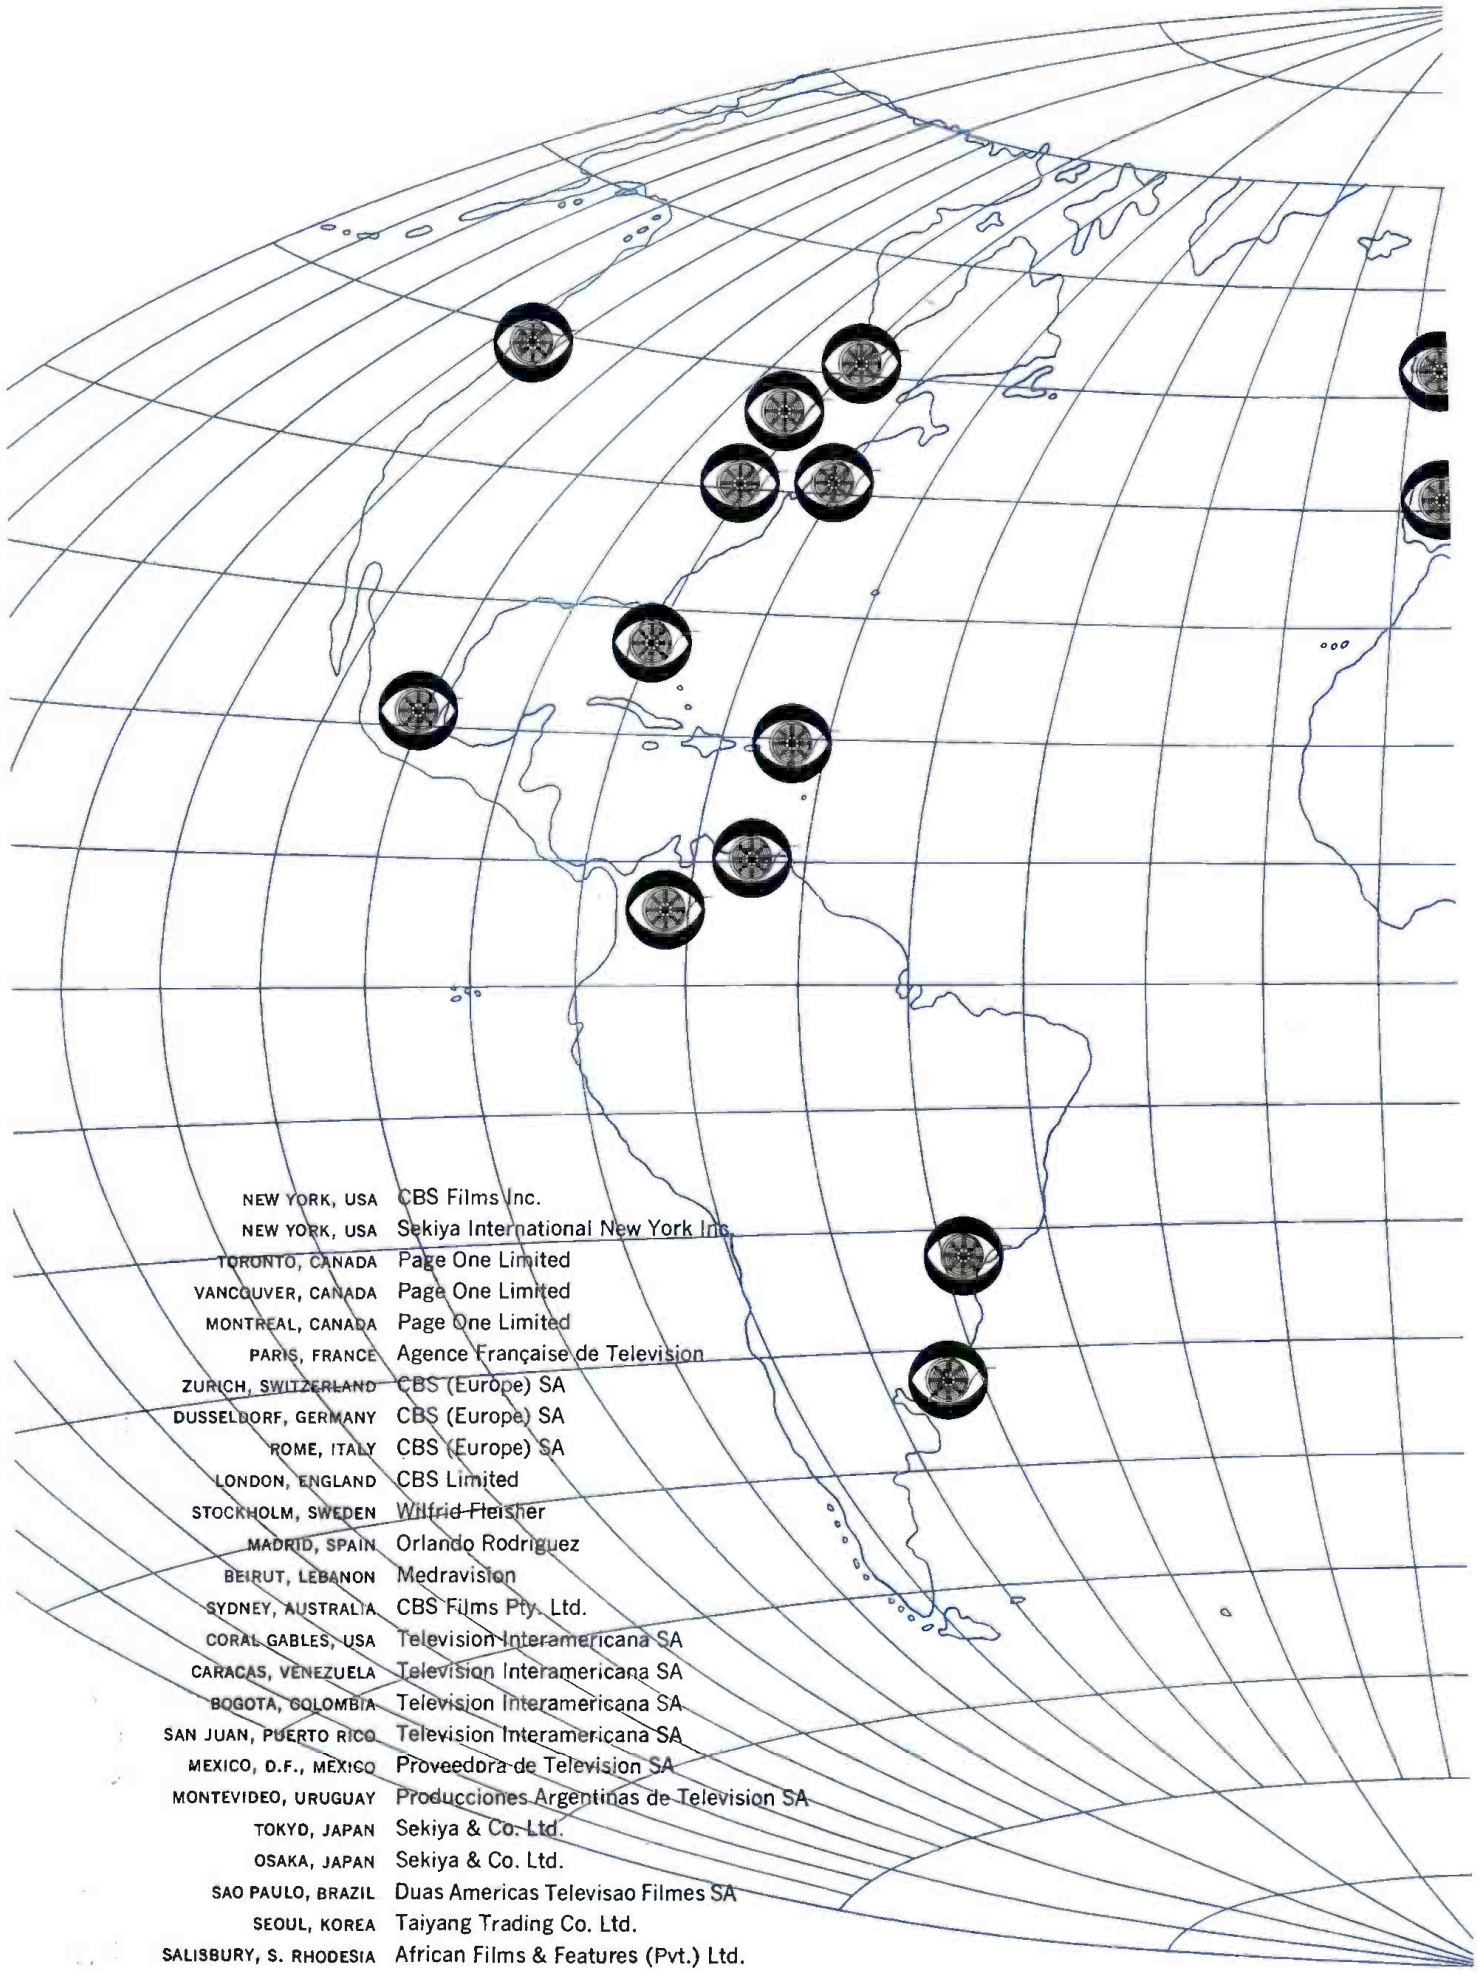 NEW YORK, USA CBS Films Inc.
NEW YORK, USA Sekiya International New York Inc.
TORONTO, CANADA Page One Limited
VANCOUVER, CANADA Page One Limited
MONTREAL, CANADA Page One Limited
PARIS, FRANCE Agence Française de Television
ZURICH, SWITZERLAND CBS (Europe) SA
DUSSELDORF, GERMANY CBS (Europe) SA
ROME, ITALY CBS (Europe) SA
LONDON, ENGLAND CBS Limited
STOCKHOLM, SWEDEN Wilfrid Fleisher
MADRID, SPAIN Orlando Rodriguez
BEIRUT, LEBANON Medravision
SYDNEY, AUSTRALIA CBS Films Pty. Ltd.
CORAL GABLES, USA Television Interamericana SA
CARACAS, VENEZUELA Television Interamericana SA
BOGOTA, COLOMBIA Television Interamericana SA
SAN JUAN, PUERTO RICO Television Interamericana SA
MEXICO, D.F., MEXICO Proveedora de Television SA
MONTEVIDEO, URUGUAY Producciones Argentinas de Television SA
TOKYO, JAPAN Sekiya & Co. Ltd.
OSAKA, JAPAN Sekiya & Co. Ltd.
SAO PAULO, BRAZIL Duas Americas Televisao Filmes SA
SEOUL, KOREA Taiyang Trading Co. Ltd.
SALISBURY, S. RHODESIA African Films & Features (Pvt.) Ltd.